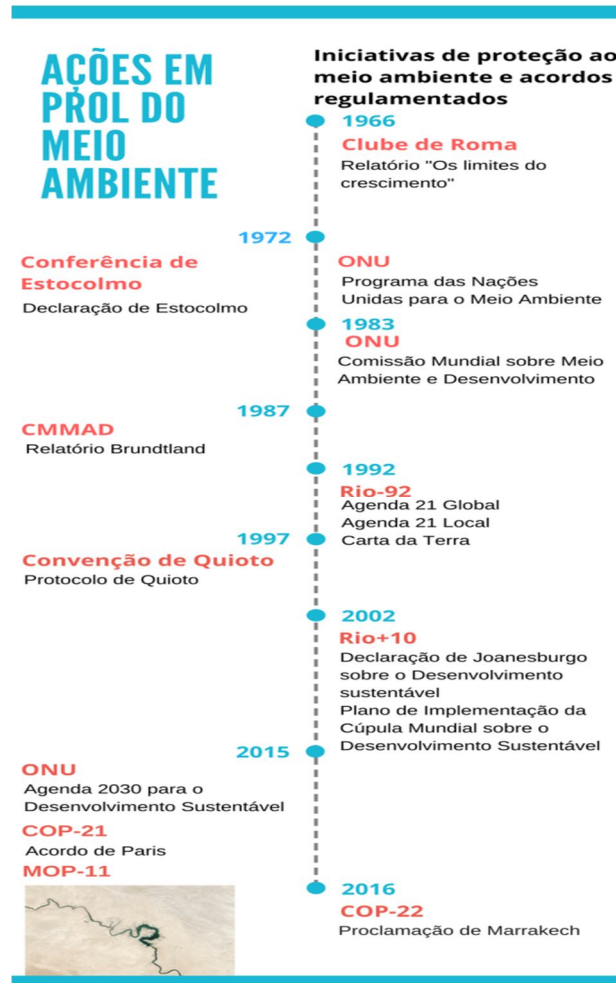 AÇÕES EM
PROL DO
MEIO
AMBIENTE
Iniciativas de proteção ao
meio ambiente e acordos
regulamentados
1966
Clube de Roma
Relatório "Os limites do
crescimento"
1972
Conferência de
Estocolmo
Declaração de Estocolmo
ONU
Programa das Nações
Unidas para o Meio Ambiente
1983
ONU
Comissão Mundial sobre Meio
Ambiente e Desenvolvimento
1987
CMMAD
Relatório Brundtland
1992
Rio-92
Agenda 21 Global
Agenda 21 Local
Carta da Terra
1997
Convenção de Quioto
Protocolo de Quioto
2002
Rio+10
Declaração de Joanesburgo
sobre o Desenvolvimento
sustentável
Plano de Implementação da
Cúpula Mundial sobre o
Desenvolvimento Sustentável
2015
ONU
Agenda 2030 para o
Desenvolvimento Sustentável
COP-21
Acordo de Paris
MOP-11
2016
COP-22
Proclamação de Marrakech